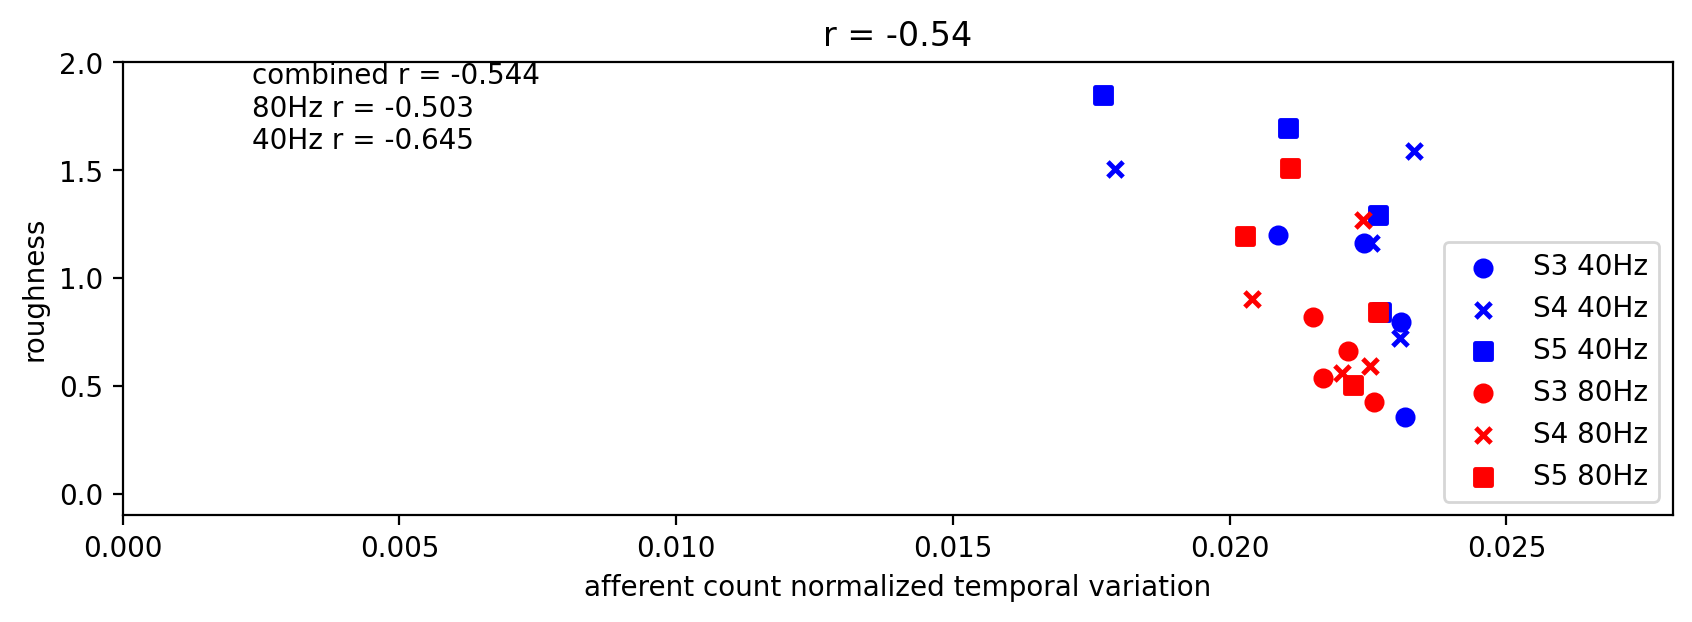 r = -0.54
combined r = -0.544
80Hz r = -0.503
40Hz r = -0.645
2.0
1.5
1.0
0.5
0.0
roughness
S3 40Hz
S4 40Hz
S5 40Hz
S3 80Hz
S4 80Hz
S5 80Hz
0.000 0.005 0.010 0.015 0.020 0.025
afferent count normalized temporal variation